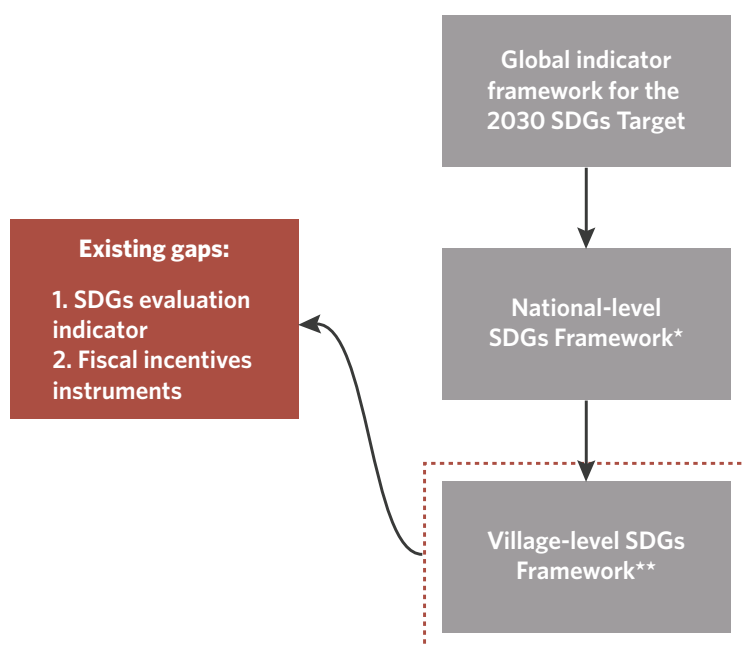 Global indicator
framework for the
2030 SDGs Target
Existing gaps:
1. SDGs evaluation
indicator
2. Fiscal incentives
instruments
National-level
SDGs Framework*
Village-level SDGs
Framework**